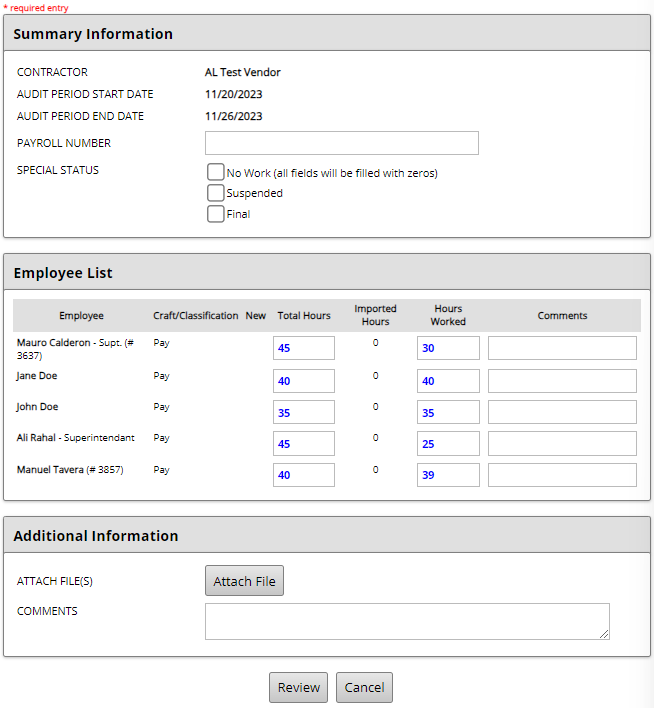 * required entry
Summary Information
CONTRACTOR AL Test Vendor
AUDIT PERIOD START DATE 11/20/2023
AUDIT PERIOD END DATE 11/26/2023
PAYROLL NUMBER
SPECIAL STATUS No Work (all fields will be filled with zeros)
Suspended
Final
Employee List
Employee Craft/Classification New Total Hours Imported Hours Hours Worked Comments
Mauro Calderon - Supt. (# Pay 45 0 30
3637)
Jane Doe Pay 40 0 40
John Doe Pay 35 0 35
Ali Rahal - Superintendant Pay 45 0 25
Manuel Tavera (# 3857) Pay 40 0 39
Additional Information
ATTACH FILE(S) Attach File
COMMENTS
Review Cancel